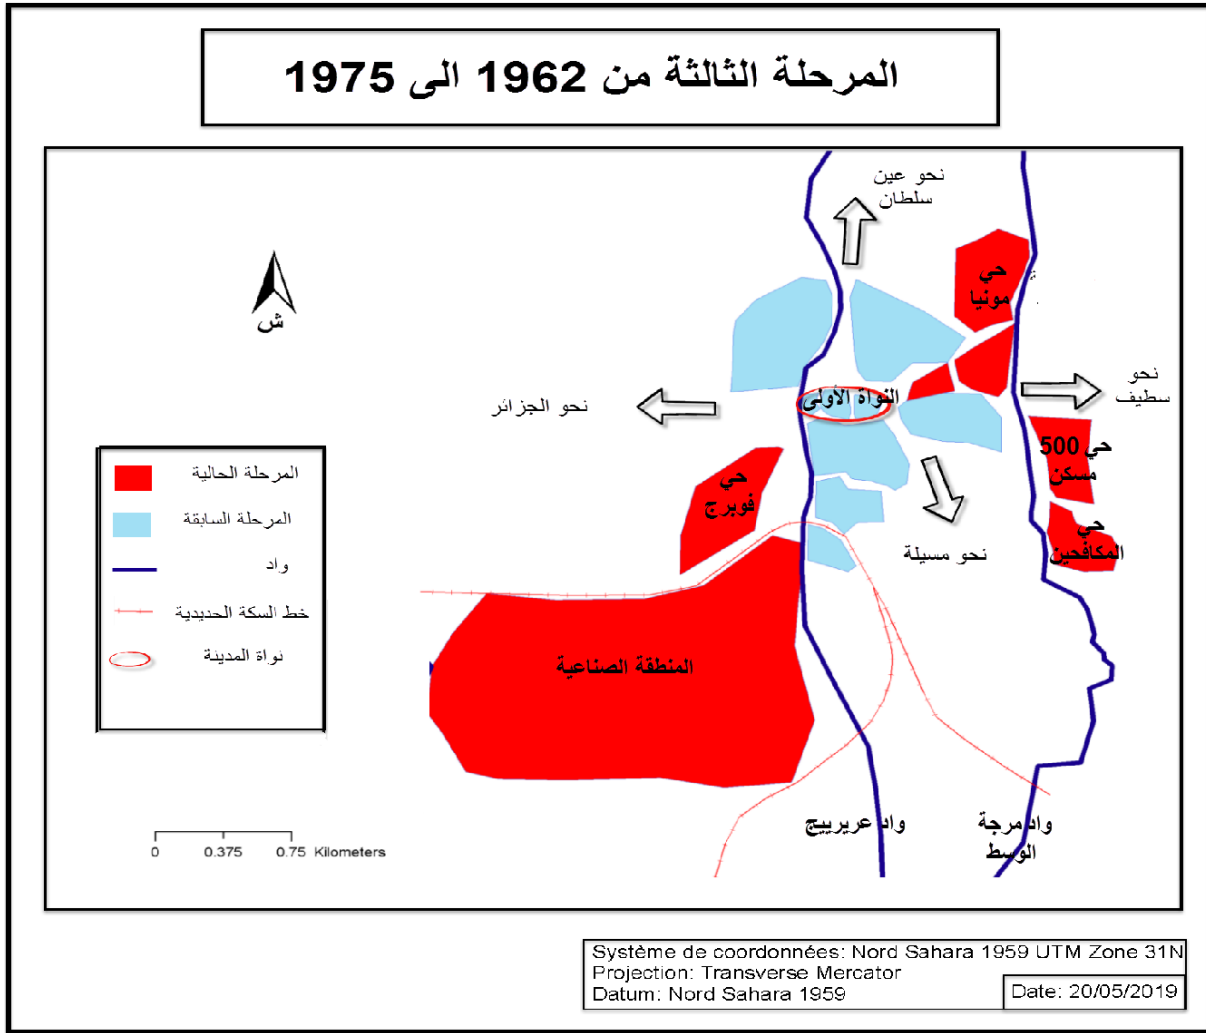 المرحلة الثالثة من 1962 الى 1975
نحو عين
سلطان
حي
مونيا
ش
نحو
سطيف
النواة الأولى
نحو الجزائر
حي 500
مسكن
حي
فوبرج
حي
المكافحين
نحو مسيلة
المرحلة الحالية
المرحلة السابقة
واد
خط السكة الحديدية
نواة المدينة
المنطقة الصناعية
واد عريرييج
واد مرجة
الوسط
0 0.375 0.75 Kilometers
Système de coordonnées: Nord Sahara 1959 UTM Zone 31N
Projection: Transverse Mercator
Datum: Nord Sahara 1959
Date: 20/05/2019